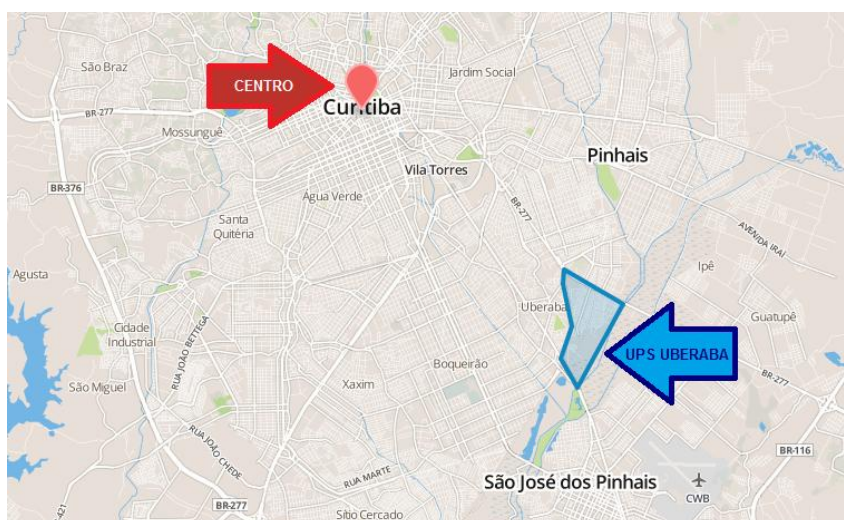 São Braz
CENTRO
Jardim Social
Curitiba
BR-277
Mossunguê
Vila Torres
Pinhais
BR-376
Água Verde
BR-277
Santa
Quitéria
AVENIDA IRAÍ
Agusta
Ipê
Uberaba
Guatupê
Cidade
Industrial
RUA JOÃO BETTEGA
UPS UBERABA
Boqueirão
BR-277
São Miguel
Xaxim
RUA JOÃO CHEDE
BR-116
RUA MARTE
São José dos Pinhais
CWB
BR-277
-421
Sítio Cercado